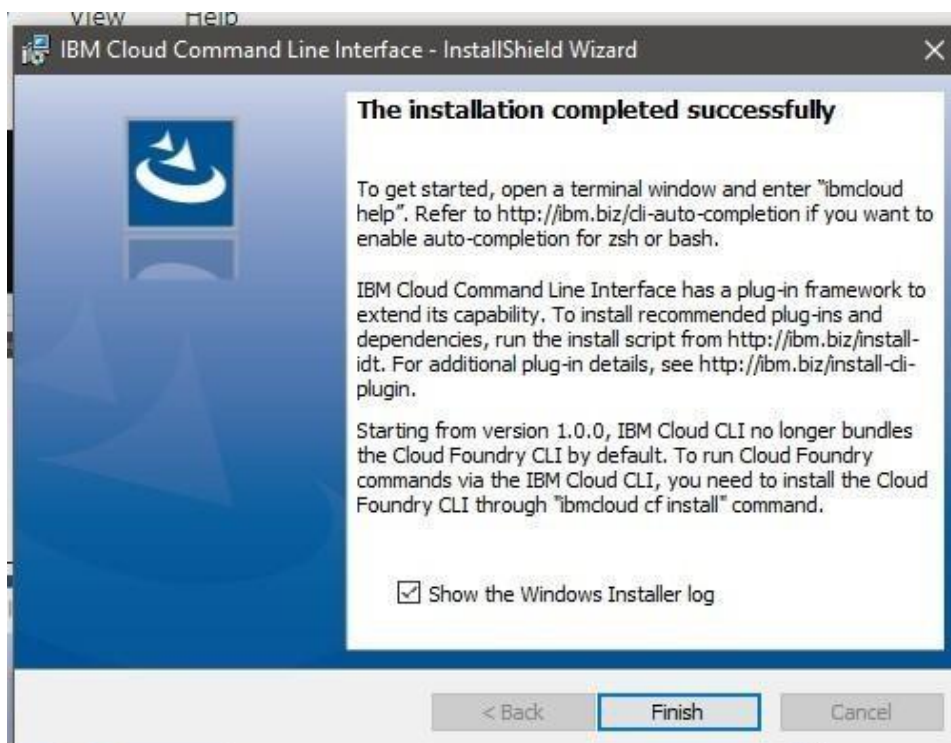 View Help
IBM Cloud Command Line Interface - InstallShield Wizard
The installation completed successfully
To get started, open a terminal window and enter "ibmcloud
help". Refer to http://ibm.biz/cli-auto-completion if you want to
enable auto-completion for zsh or bash.
IBM Cloud Command Line Interface has a plug-in framework to
extend its capability. To install recommended plug-ins and
dependencies, run the install script from http://ibm.biz/install-
idt. For additional plug-in details, see http://ibm.biz/install-cli-
plugin.
Starting from version 1.0.0, IBM Cloud CLI no longer bundles
the Cloud Foundry CLI by default. To run Cloud Foundry
commands via the IBM Cloud CLI, you need to install the Cloud
Foundry CLI through "ibmcloud cf install" command.
Show the Windows Installer log
< Back Finish Cancel